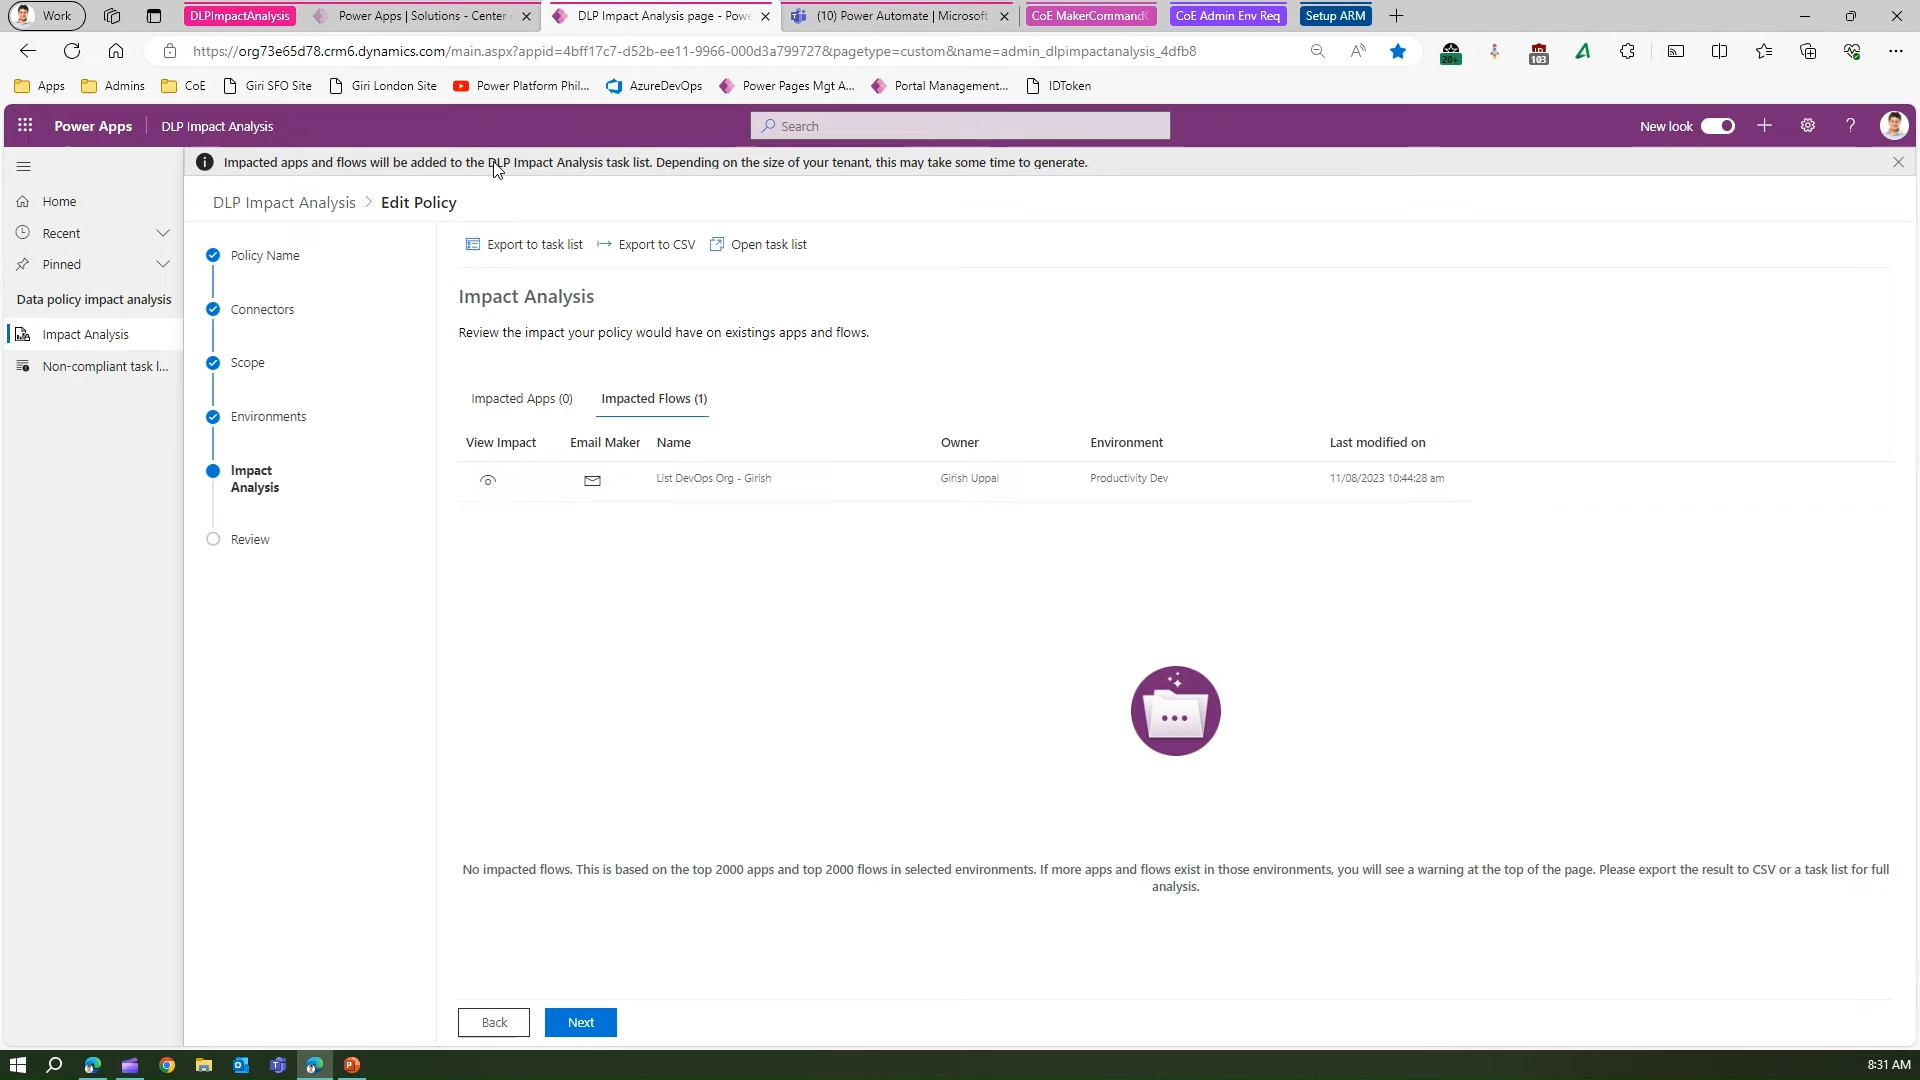 Work
DLPImpactAnalysis
Power Apps | Solutions - Center
DLP Impact Analysis page - Powe
(10) Power Automate | Microsoft
CoE MakerCommandC
CoE Admin Env Req
Setup ARM
https://org73e65d78.crm6.dynamics.com/main.aspx?appid=4bff17c7-d52b-ee11-9966-000d3a799727&pagetype=custom&name=admin_dlpimpactanalysis_4dfb8
20+
103
Apps
Admins
CoE
Giri SFO Site
Giri London Site
Power Platform Phil...
AzureDevOps
Power Pages Mgt A...
Portal Management...
IDToken
Power Apps
DLP Impact Analysis
Search
New look
Impacted apps and flows will be added to the DLP Impact Analysis task list. Depending on the size of your tenant, this may take some time to generate.
Home
Recent
Pinned
Data policy impact analysis
Impact Analysis
Non-compliant task l...
DLP Impact Analysis > Edit Policy
Policy Name
Connectors
Scope
Environments
Impact
Analysis
Review
Export to task list
Export to CSV
Open task list
Impact Analysis
Review the impact your policy would have on existings apps and flows.
Impacted Apps (0)
Impacted Flows (1)
View Impact
Email Maker
Name
Owner
Environment
Last modified on
List DevOps Org - Girish
Girish Uppal
Productivity Dev
11/08/2023 10:44:28 am
No impacted flows. This is based on the top 2000 apps and top 2000 flows in selected environments. If more apps and flows exist in those environments, you will see a warning at the top of the page. Please export the result to CSV or a task list for full
analysis.
Back
Next
8:31 AM